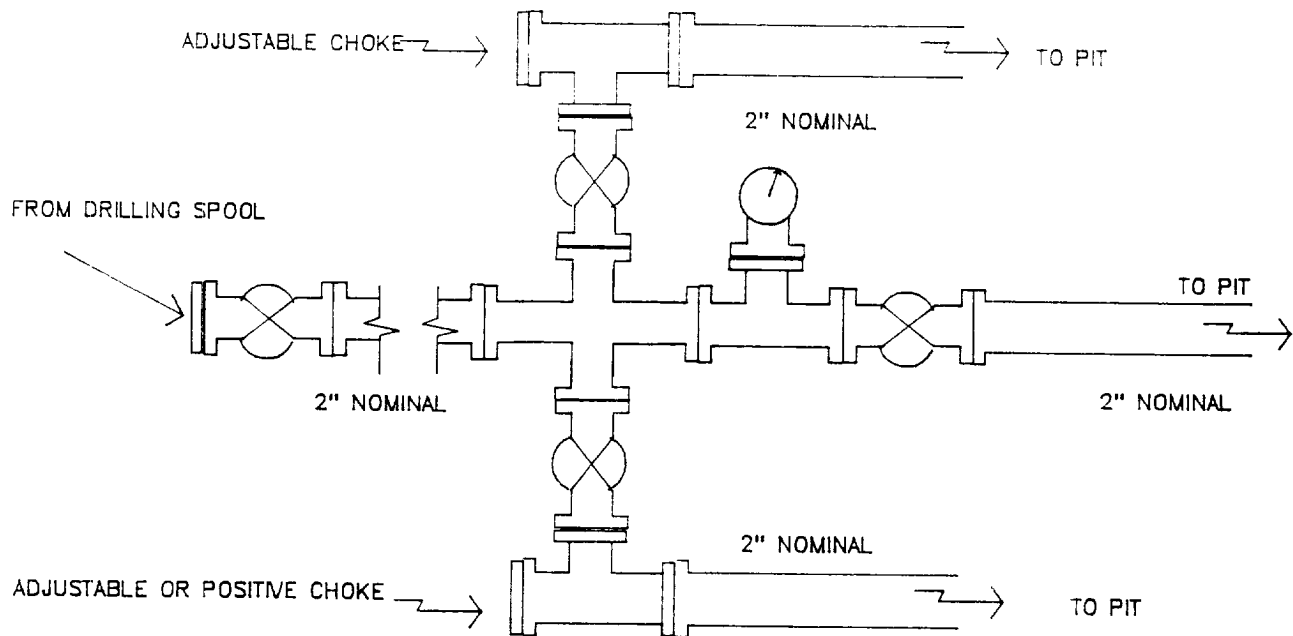 ADJUSTABLE CHOKE
TO PIT
2" NOMINAL
FROM DRILLING SPOOL
TO PIT
2" NOMINAL
2" NOMINAL
2" NOMINAL
ADJUSTABLE OR POSITIVE CHOKE
TO PIT